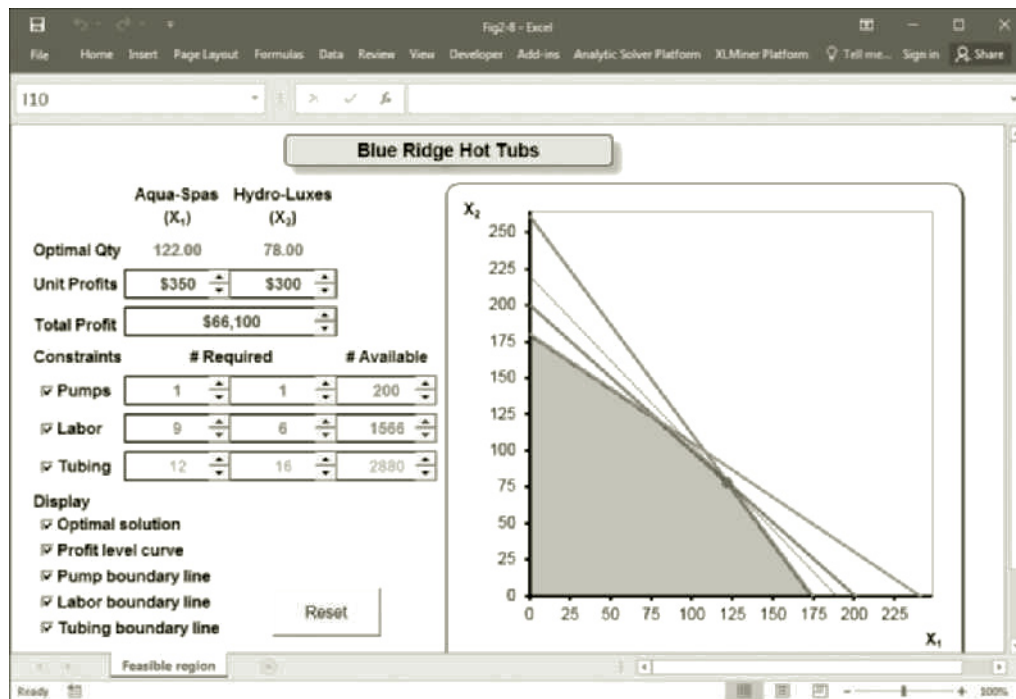 Fig2-8 - Excel
File Home Insert Page Layout Formulas Data Review View Developer Add-ins Analytic Solver Platform XLMiner Platform Tell me... Sign in Share
I10 fx
Blue Ridge Hot Tubs
Aqua-Spas Hydro-Luxes
(X₁) (X₂)
Optimal Qty 122.00 78.00
Unit Profits $350 $300
Total Profit $66,100
Constraints # Required # Available
Pumps 1 1 200
Labor 9 6 1566
Tubing 12 16 2880
Display
Optimal solution
Profit level curve
Pump boundary line
Labor boundary line
Tubing boundary line
Reset
X₂
250
225
200
175
150
125
100
75
50
25
0
0 25 50 75 100 125 150 175 200 225 250
X₁
Feasible region
Ready 100%